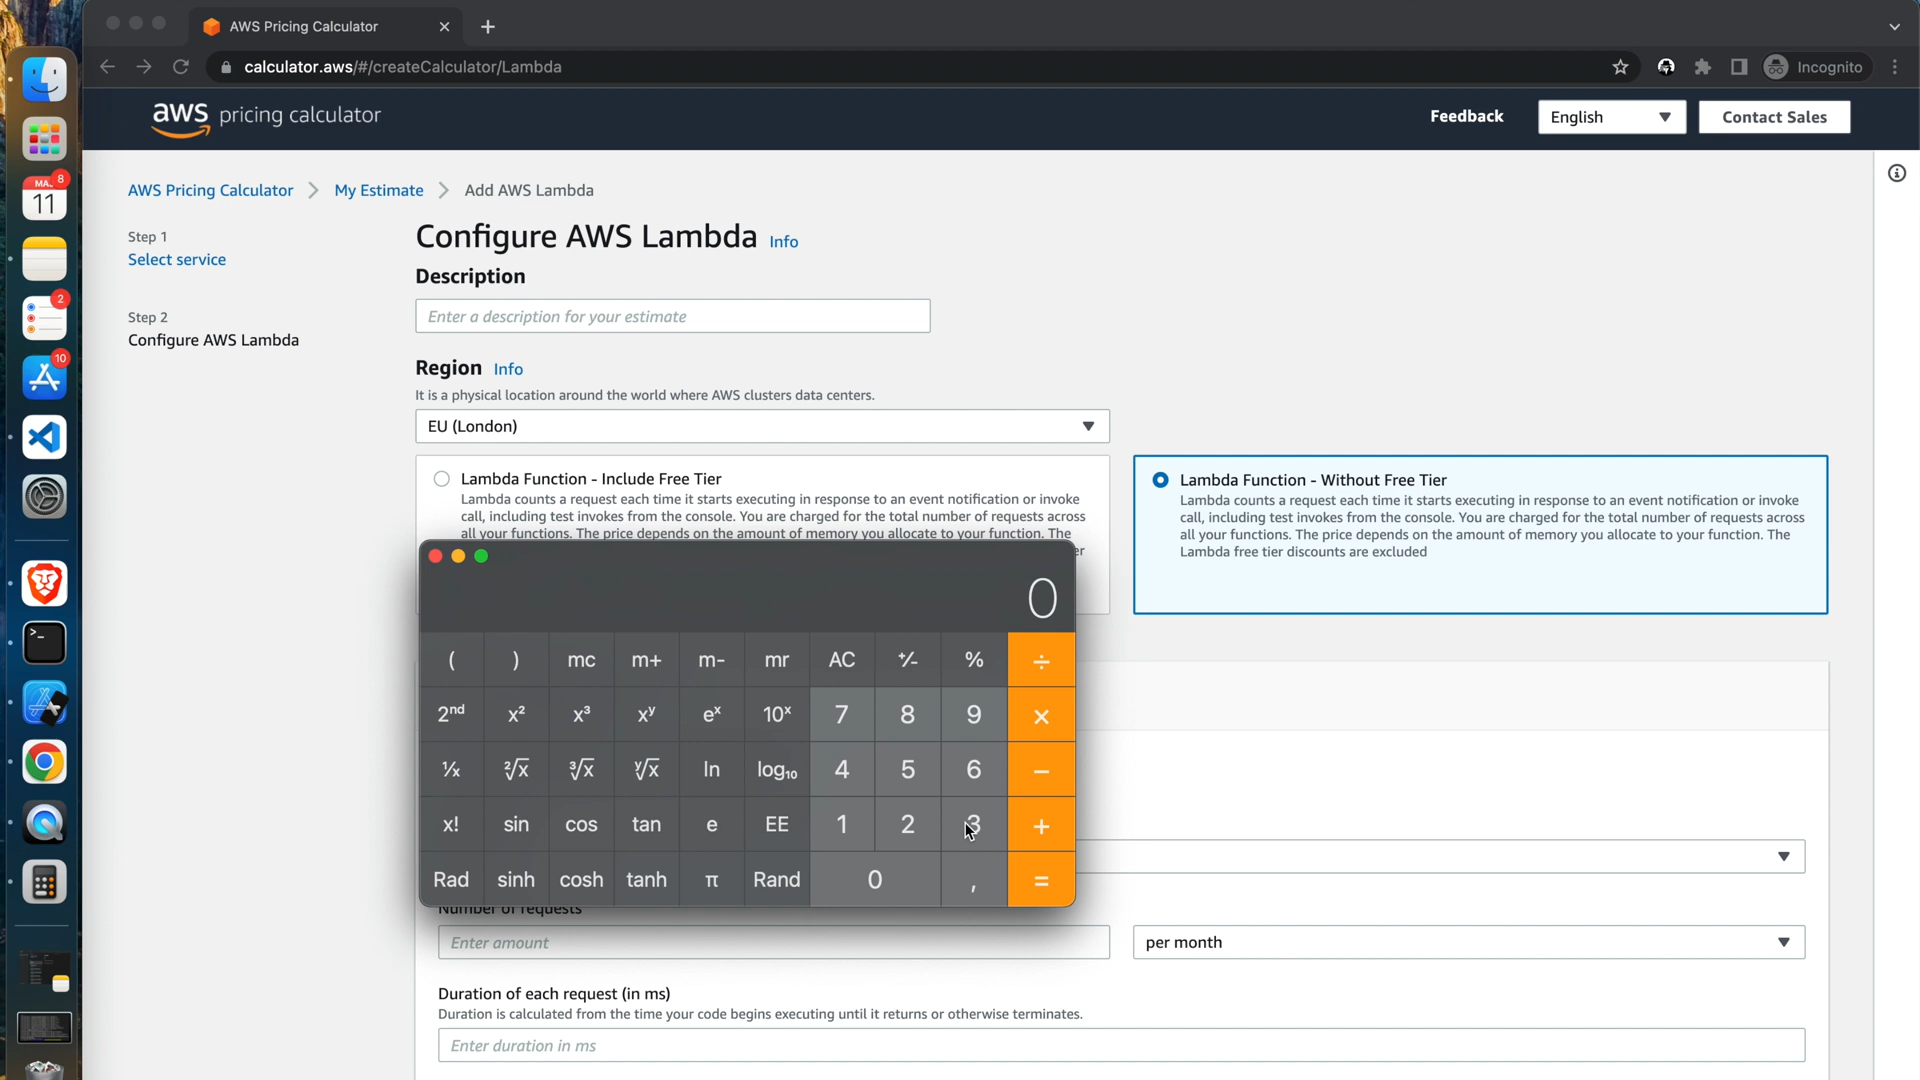 AWS Pricing Calculator
calculator.aws/#/createCalculator/Lambda
Incognito
aws pricing calculator
Feedback
English
Contact Sales
AWS Pricing Calculator
My Estimate
Add AWS Lambda
Step 1
Select service
Step 2
Configure AWS Lambda
Configure AWS Lambda Info
Description
Enter a description for your estimate
Region Info
It is a physical location around the world where AWS clusters data centers.
EU (London)
Lambda Function - Include Free Tier
Lambda counts a request each time it starts executing in response to an event notification or invoke
call, including test invokes from the console. You are charged for the total number of requests across
all your functions. The price depends on the amount of memory you allocate to your function. The
er
Lambda Function - Without Free Tier
Lambda counts a request each time it starts executing in response to an event notification or invoke
call, including test invokes from the console. You are charged for the total number of requests across
all your functions. The price depends on the amount of memory you allocate to your function. The
Lambda free tier discounts are excluded
0
( ) mc m+ m- mr AC +⁄- % ÷
2ⁿᵈ x² x³ xʸ eˣ 10ˣ 7 8 9 ×
¹⁄x ²√x ³√x ʸ√x ln log₁₀ 4 5 6 −
x! sin cos tan e EE 1 2 3 +
Rad sinh cosh tanh π Rand 0 , =
Number of requests
Enter amount
per month
Duration of each request (in ms)
Duration is calculated from the time your code begins executing until it returns or otherwise terminates.
Enter duration in ms
8
11
2
10